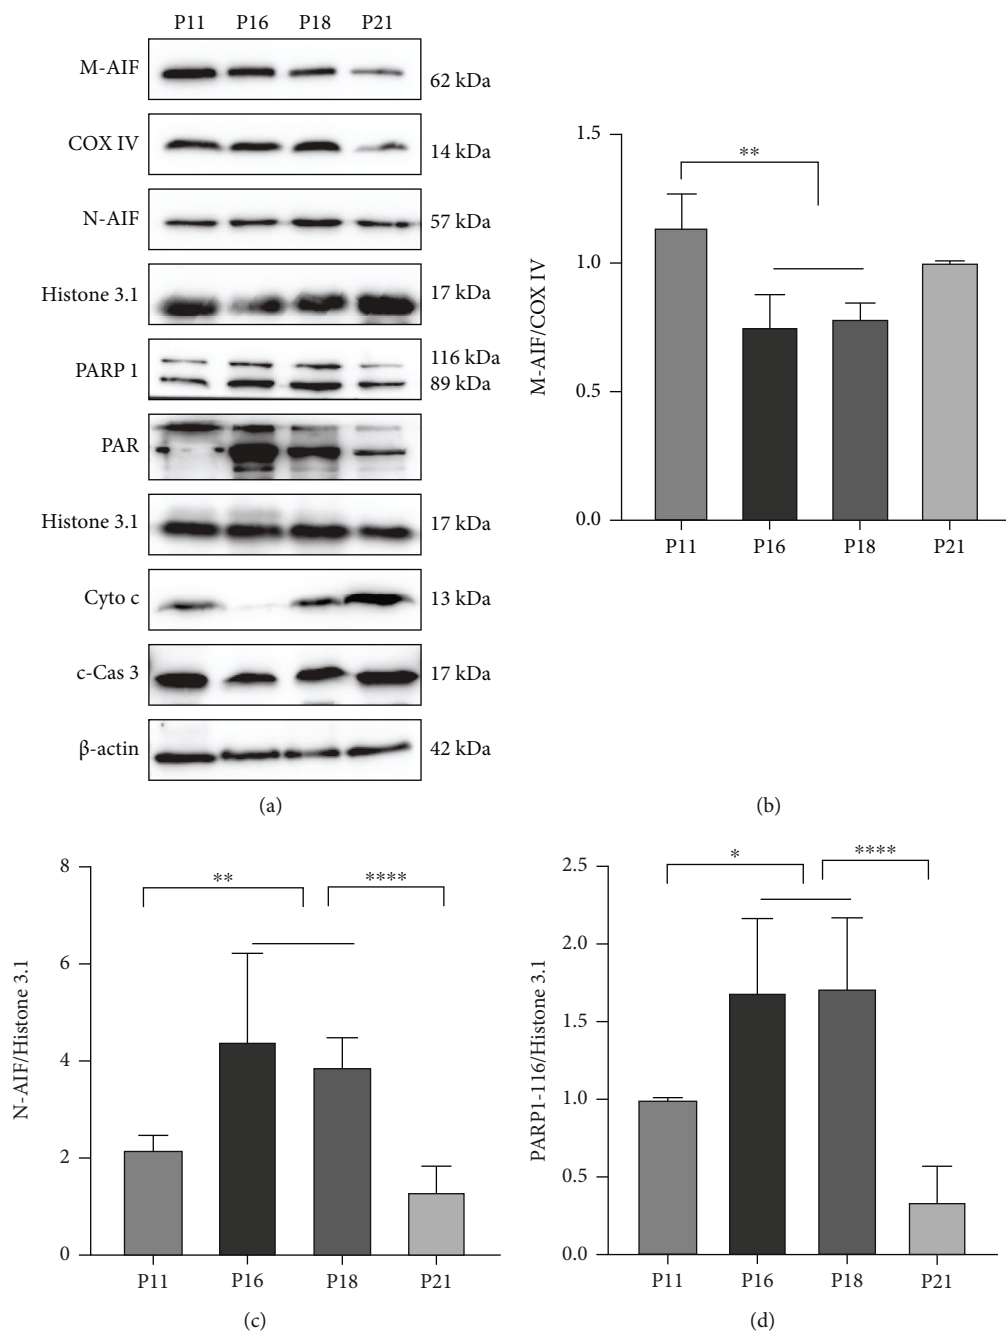 P11 P16 P18 P21
M-AIF 62 kDa
COX IV 14 kDa
N-AIF 57 kDa
Histone 3.1 17 kDa
PARP 1 116 kDa
89 kDa
PAR
Histone 3.1 17 kDa
Cyto c 13 kDa
c-Cas 3 17 kDa
β-actin 42 kDa
(a)
M-AIF/COX IV
1.5
1.0
0.5
0.0
**
P11 P16 P18 P21
(b)
N-AIF/Histone 3.1
8
6
4
2
0
** ****
P11 P16 P18 P21
(c)
PARP1-116/Histone 3.1
2.5
2.0
1.5
1.0
0.5
0.0
* ****
P11 P16 P18 P21
(d)